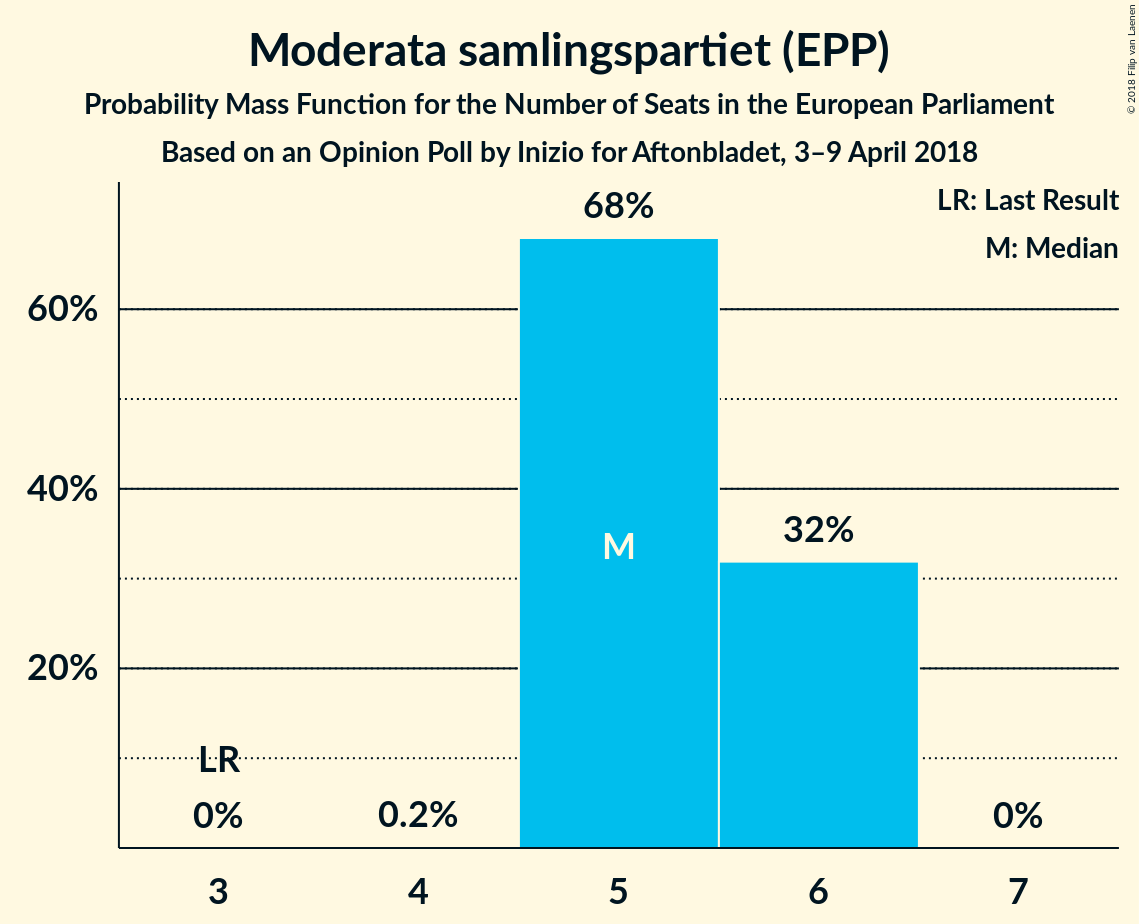 Moderata samlingspartiet (EPP)
Probability Mass Function for the Number of Seats in the European Parliament
Based on an Opinion Poll by Inizio for Aftonbladet, 3–9 April 2018
© 2018 Filip van Laenen
LR: Last Result
M: Median
68%
60%
40%
32%
M
20%
LR
0%
0.2%
0%
3
4
5
6
7